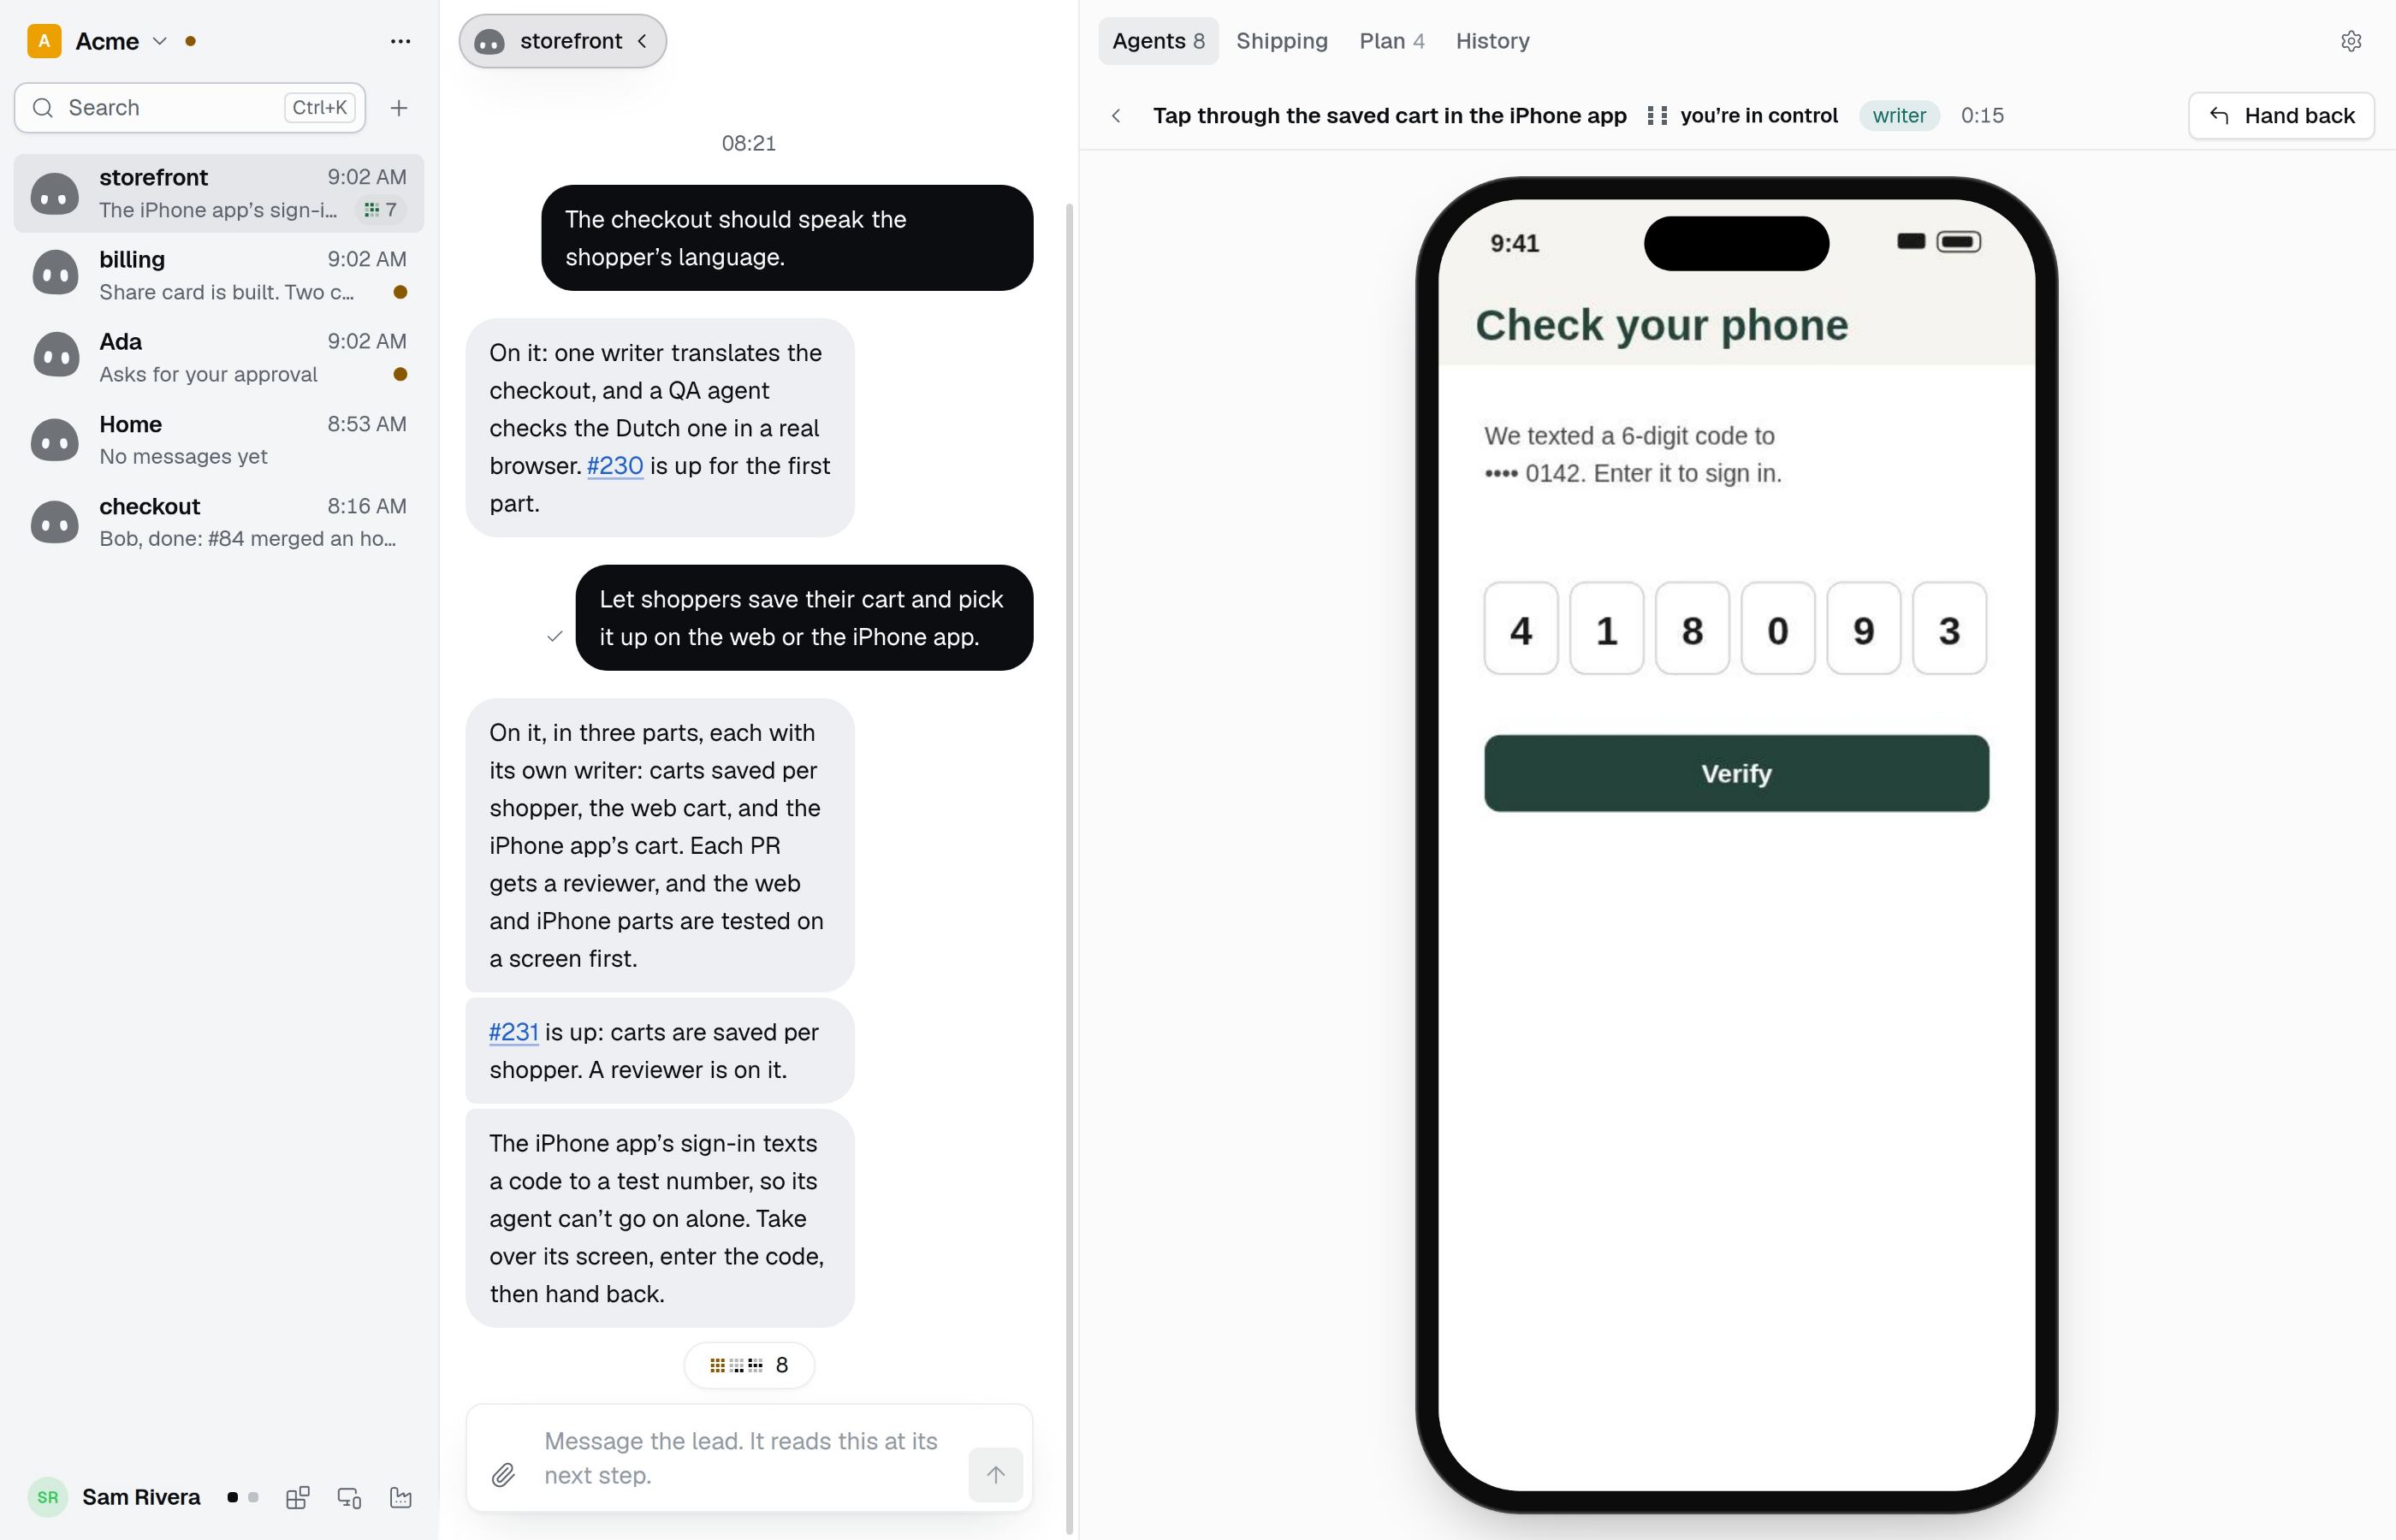 A
Acme
Search
Ctrl+K
storefront
9:02 AM
The iPhone app’s sign-i…
7
billing
9:02 AM
Share card is built. Two c…
Ada
9:02 AM
Asks for your approval
Home
8:53 AM
No messages yet
checkout
8:16 AM
Bob, done: #84 merged an ho…
SR
Sam Rivera
storefront
08:21
The checkout should speak the
shopper’s language.
On it: one writer translates the
checkout, and a QA agent
checks the Dutch one in a real
browser. #230 is up for the first
part.
Let shoppers save their cart and pick
it up on the web or the iPhone app.
On it, in three parts, each with
its own writer: carts saved per
shopper, the web cart, and the
iPhone app’s cart. Each PR
gets a reviewer, and the web
and iPhone parts are tested on
a screen first.
#231 is up: carts are saved per
shopper. A reviewer is on it.
The iPhone app’s sign-in texts
a code to a test number, so its
agent can’t go on alone. Take
over its screen, enter the code,
then hand back.
8
Message the lead. It reads this at its
next step.
Agents 8
Shipping
Plan 4
History
Tap through the saved cart in the iPhone app
you’re in control
writer
0:15
Hand back
9:41
Check your phone
We texted a 6-digit code to
•••• 0142. Enter it to sign in.
4 1 8 0 9 3
Verify